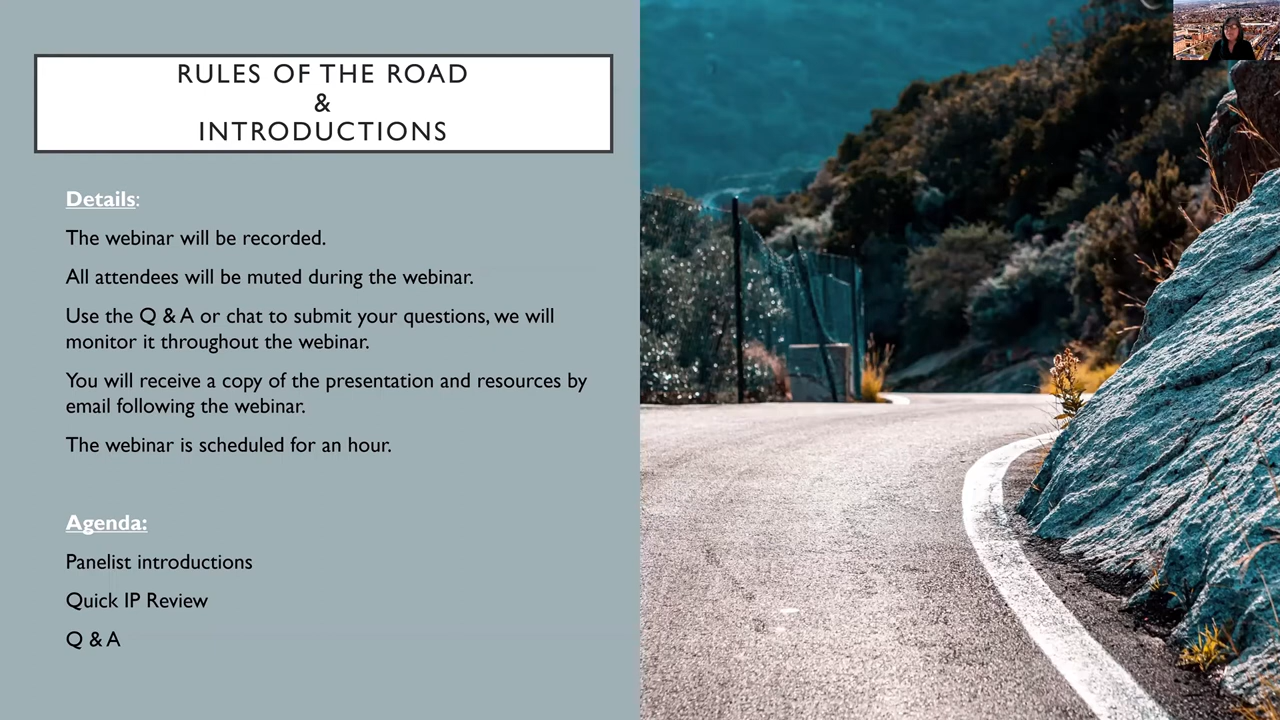 RULES OF THE ROAD
&
INTRODUCTIONS
Details:
The webinar will be recorded.
All attendees will be muted during the webinar.
Use the Q & A or chat to submit your questions, we will
monitor it throughout the webinar.
You will receive a copy of the presentation and resources by
email following the webinar.
The webinar is scheduled for an hour.
Agenda:
Panelist introductions
Quick IP Review
Q & A